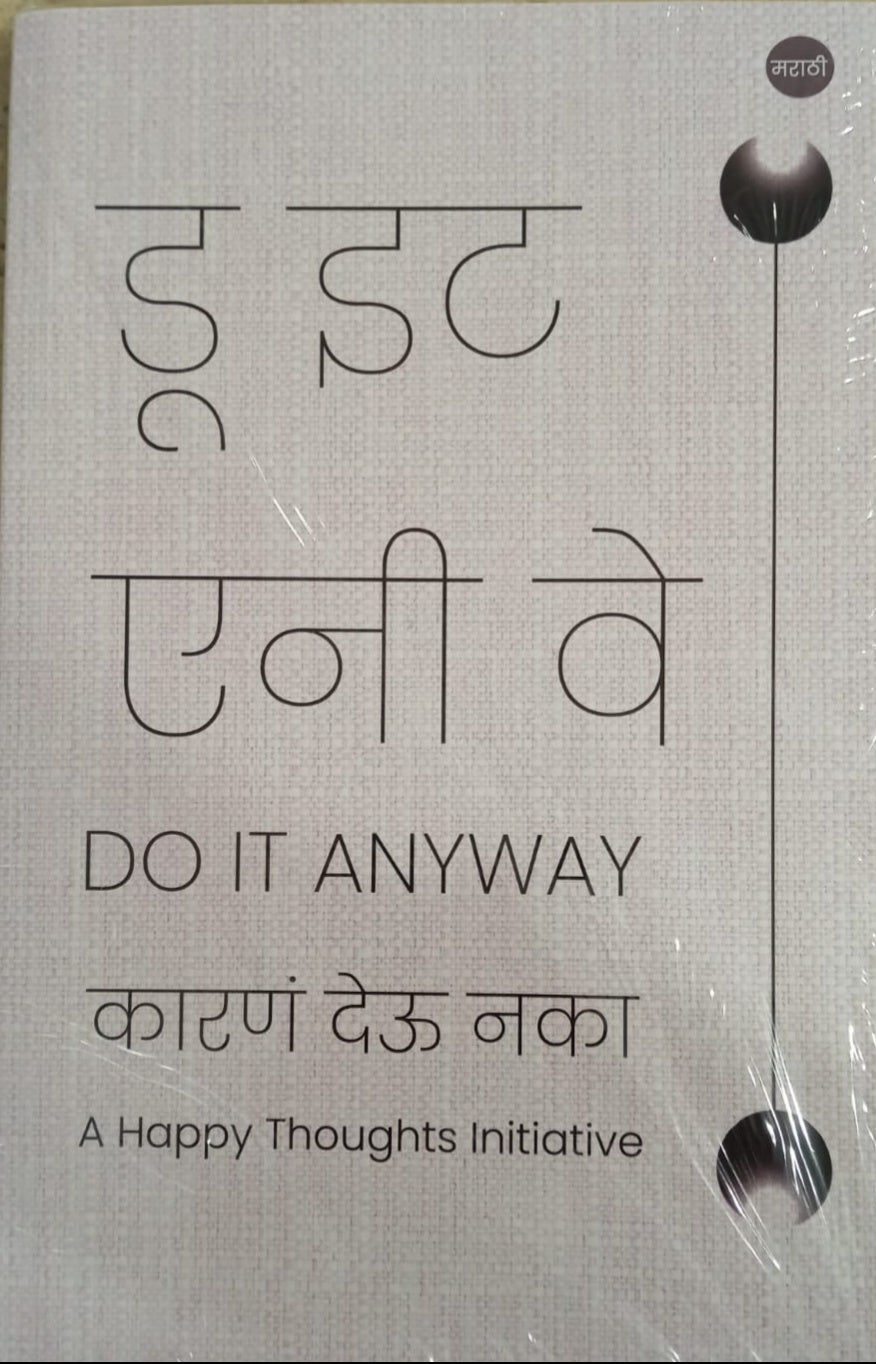 मराठी
डू इट
एनी वे
DO IT ANYWAY
कारणं देऊ नका
A Happy Thoughts Initiative